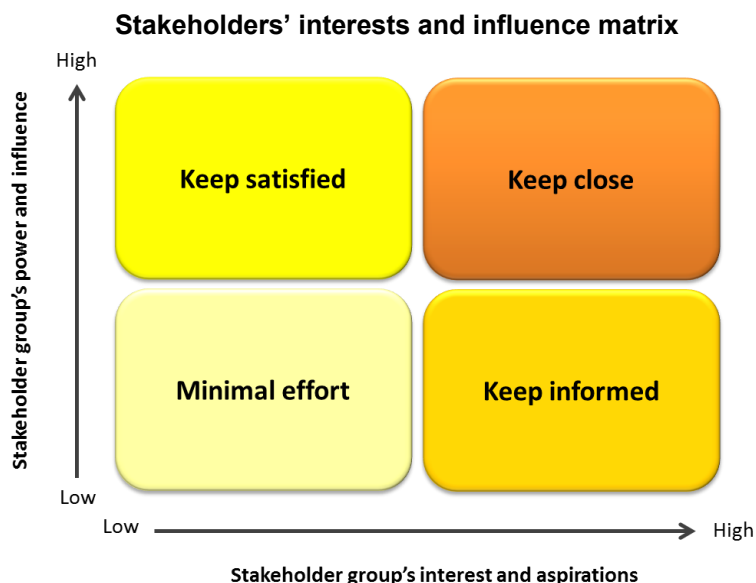 Stakeholders' interests and influence matrix
High
Stakeholder group's power and influence
Keep satisfied
Keep close
Minimal effort
Keep informed
Low
Low
High
Stakeholder group's interest and aspirations